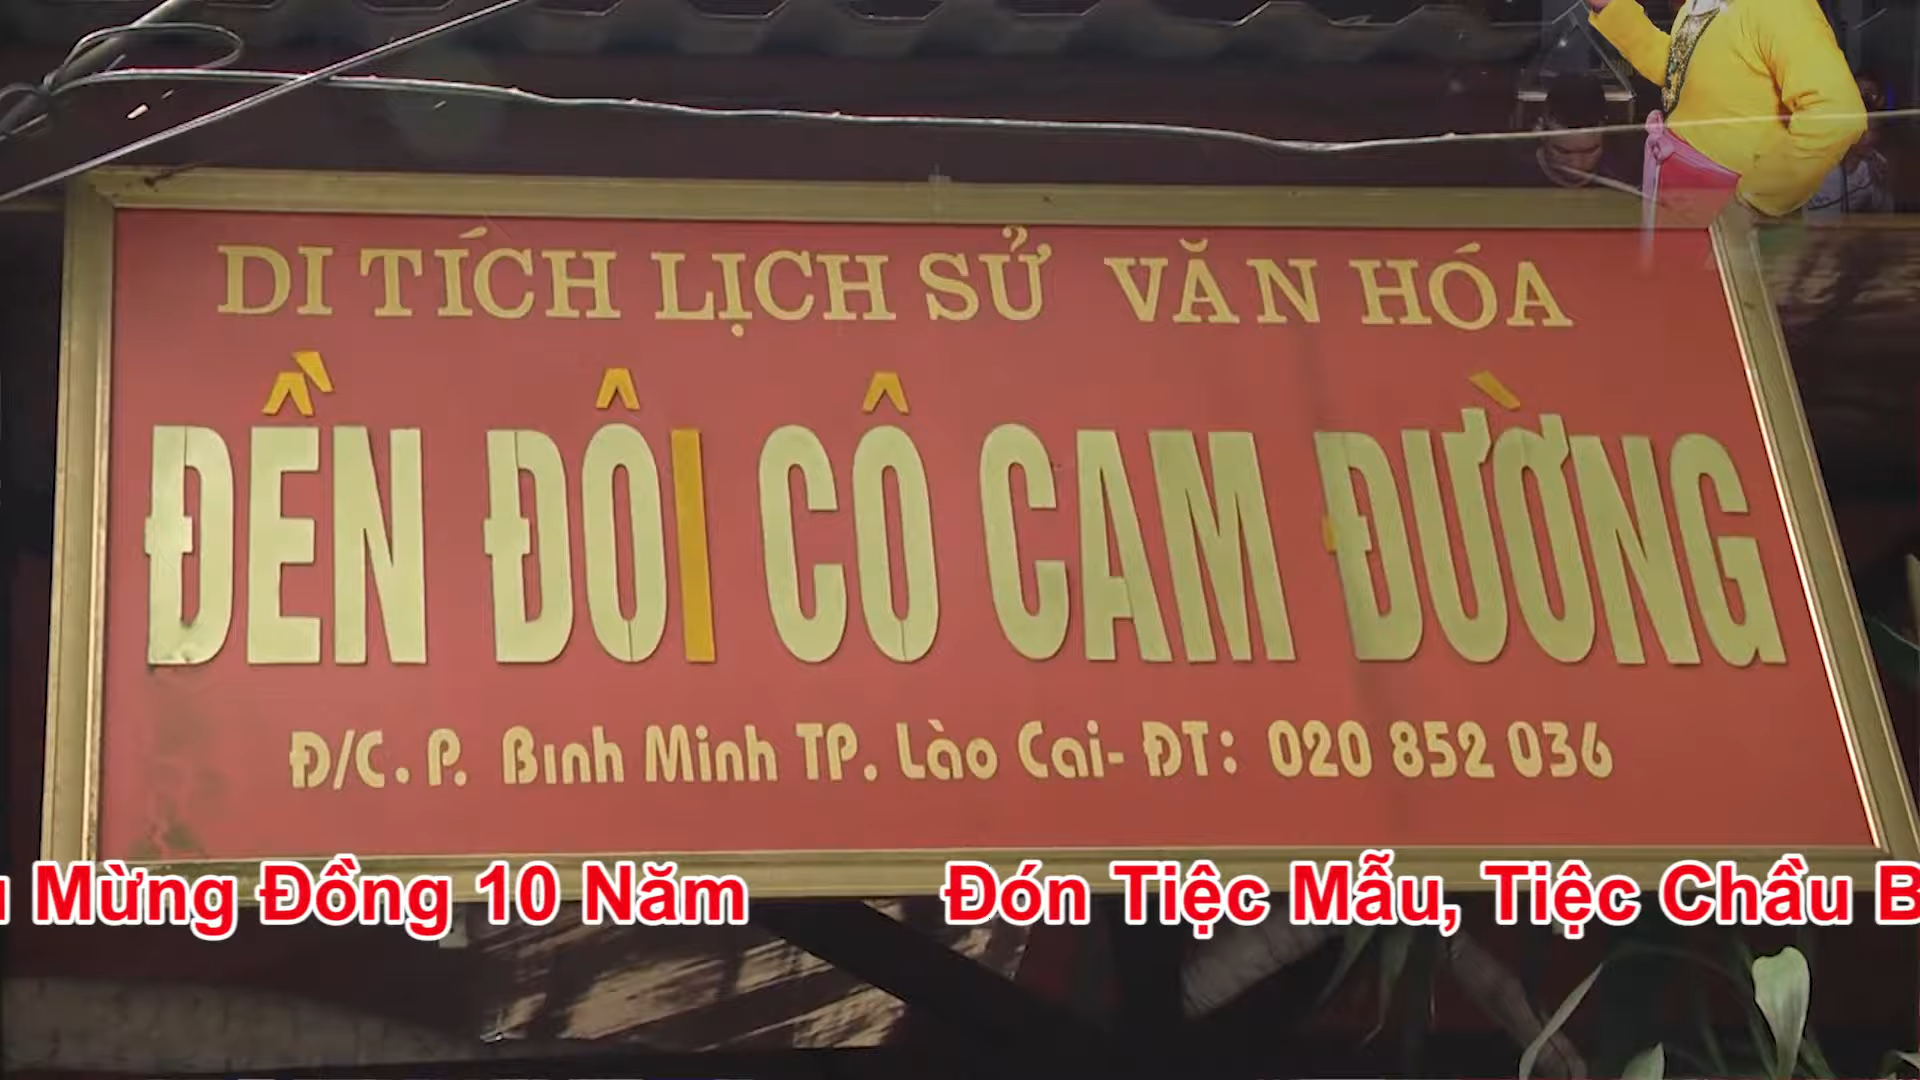 DI TÍCH LỊCH SỬ VĂN HÓA
ĐỀN ĐÔI CÔ CAM ĐƯỜNG
Đ/C. P. Bình Minh TP. Lào Cai- ĐT: 020 852 036
Mừng Đồng 10 Năm Đón Tiệc Mẫu, Tiệc Chầu